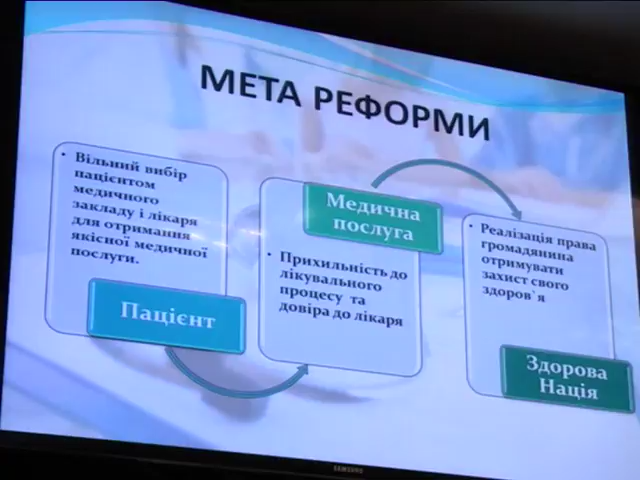 МЕТА РЕФОРМИ
• Вільний вибір
пацієнтом
медичного
закладу і лікаря
для отримання
якісної медичної
послуги.
Пацієнт
Медична
послуга
• Прихильність до
лікувального
процесу та
довіра до лікаря
• Реалізація права
громадянина
отримувати
захист свого
здоров`я
Здорова
Нація
SAMSUNG